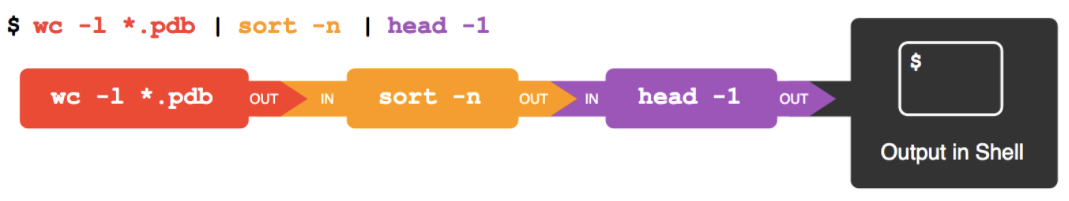 $ wc -l *.pdb | sort -n | head -1
wc -l *.pdb OUT IN sort -n OUT IN head -1 OUT
$
Output in Shell